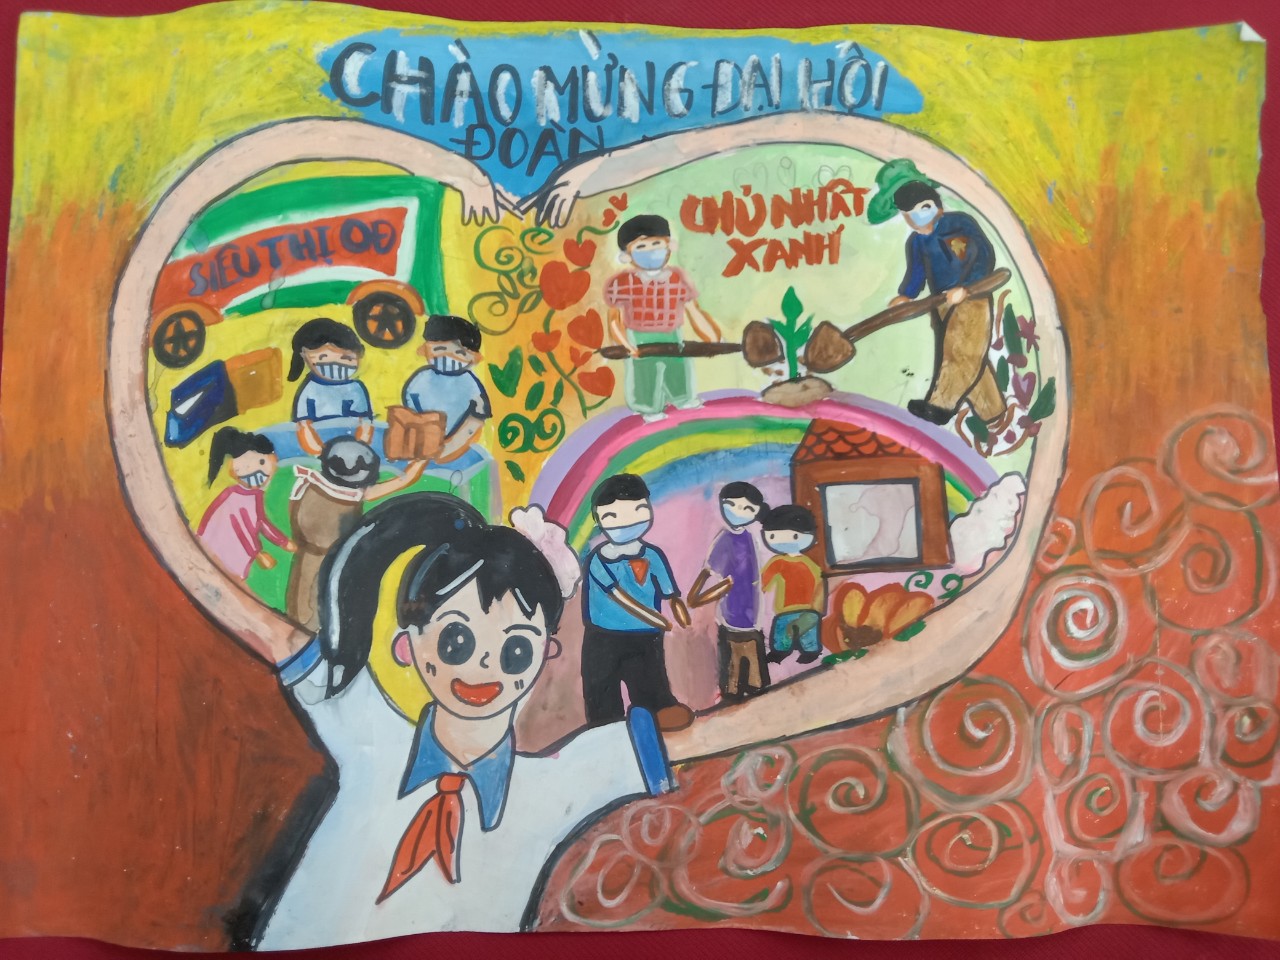 CHÀO MỪNG ĐẠI HỘI
ĐOÀN
SIÊU THỊ 0Đ
CHỦ NHẬT
XANH